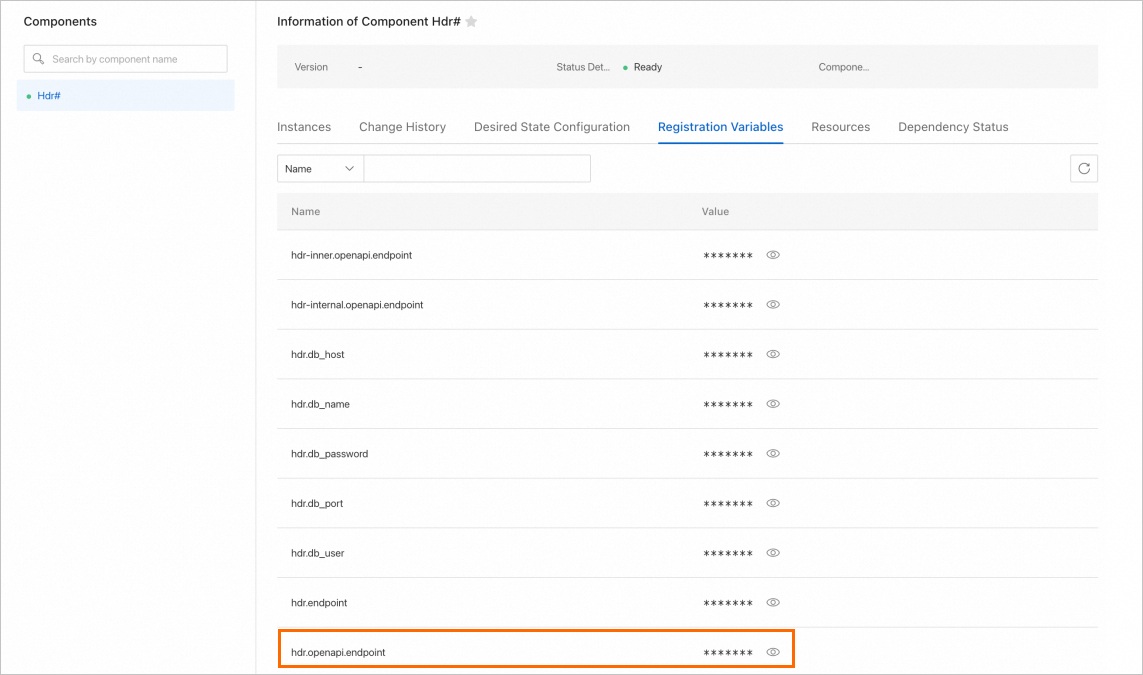 Components
Search by component name
Hdr#
Information of Component Hdr#
Version - Status Det... Ready Compone...
Instances Change History Desired State Configuration Registration Variables Resources Dependency Status
Name
Name Value
hdr-inner.openapi.endpoint *******
hdr-internal.openapi.endpoint *******
hdr.db_host *******
hdr.db_name *******
hdr.db_password *******
hdr.db_port *******
hdr.db_user *******
hdr.endpoint *******
hdr.openapi.endpoint *******